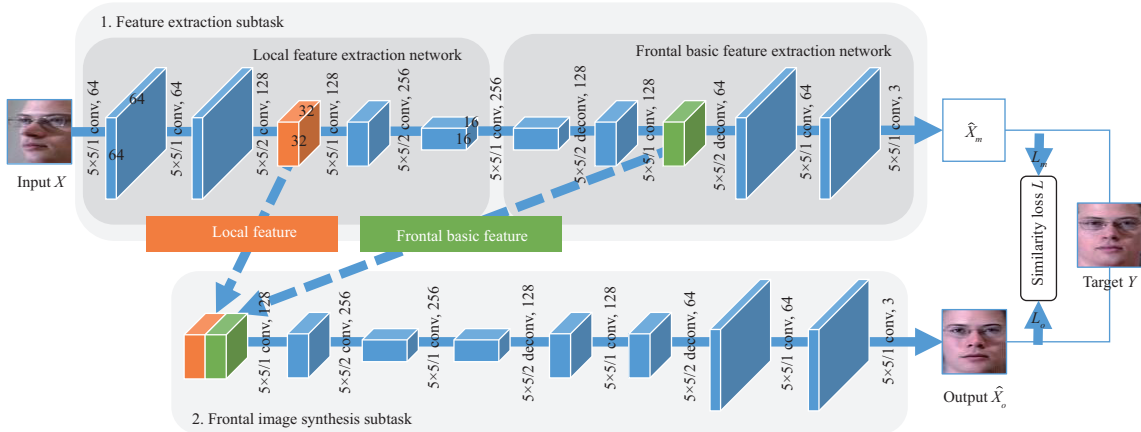 1. Feature extraction subtask
Local feature extraction network
Frontal basic feature extraction network
5×5/1 conv, 64
64
64
5×5/1 conv, 64
5×5/2 conv, 128
32
32
5×5/1 conv, 128
5×5/2 conv, 256
16
16
5×5/1 conv, 256
5×5/2 deconv, 128
5×5/1 conv, 128
5×5/2 deconv, 64
5×5/1 conv, 64
5×5/1 conv, 3
Input X
X̂m
Lm
Similarity loss L
Lo
Target Y
Local feature
Frontal basic feature
5×5/1 conv, 128
5×5/2 conv, 256
5×5/1 conv, 256
5×5/2 deconv, 128
5×5/1 conv, 128
5×5/2 deconv, 64
5×5/1 conv, 64
5×5/1 conv, 3
Output X̂o
2. Frontal image synthesis subtask